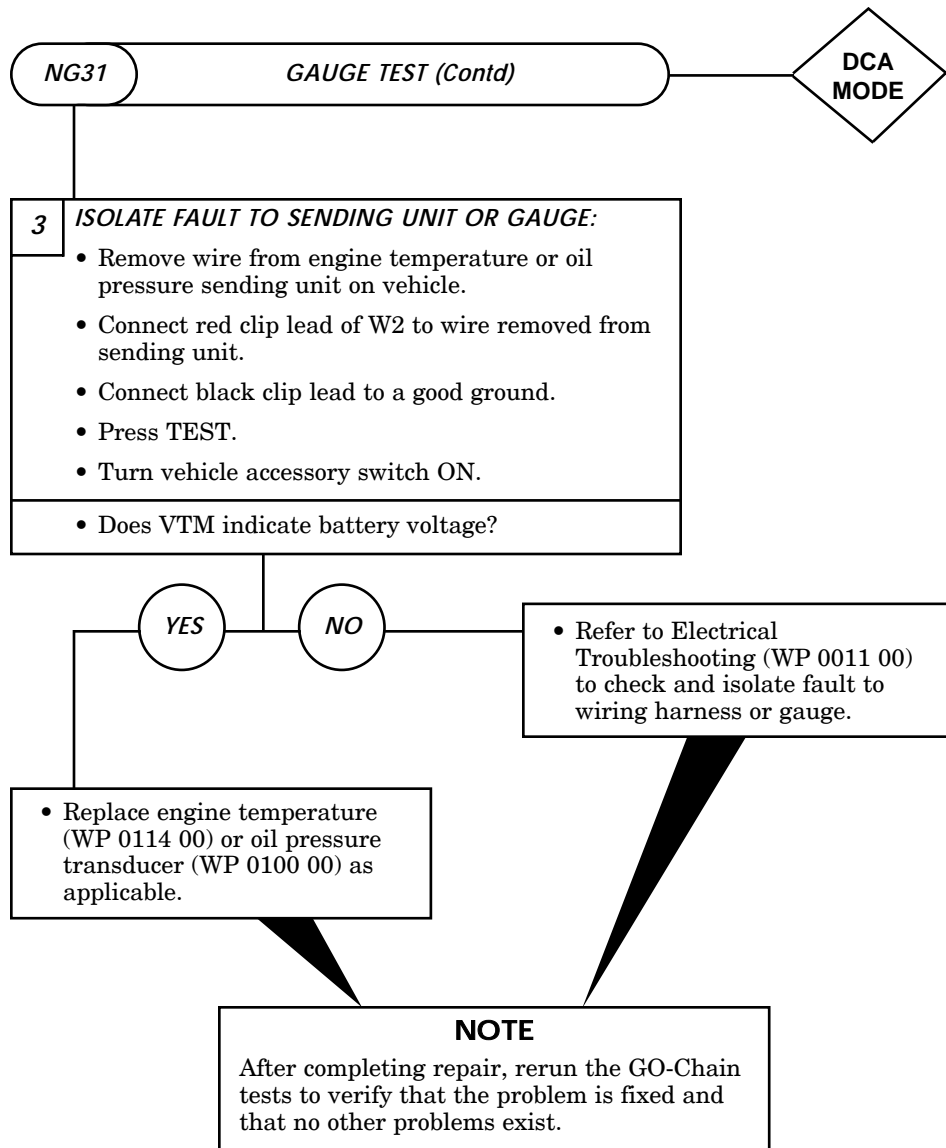 NG31
GAUGE TEST (Contd)
DCA
MODE
3
ISOLATE FAULT TO SENDING UNIT OR GAUGE:
• Remove wire from engine temperature or oil
pressure sending unit on vehicle.
• Connect red clip lead of W2 to wire removed from
sending unit.
• Connect black clip lead to a good ground.
• Press TEST.
• Turn vehicle accessory switch ON.
• Does VTM indicate battery voltage?
YES
NO
• Refer to Electrical
Troubleshooting (WP 0011 00)
to check and isolate fault to
wiring harness or gauge.
• Replace engine temperature
(WP 0114 00) or oil pressure
transducer (WP 0100 00) as
applicable.
NOTE
After completing repair, rerun the GO-Chain
tests to verify that the problem is fixed and
that no other problems exist.